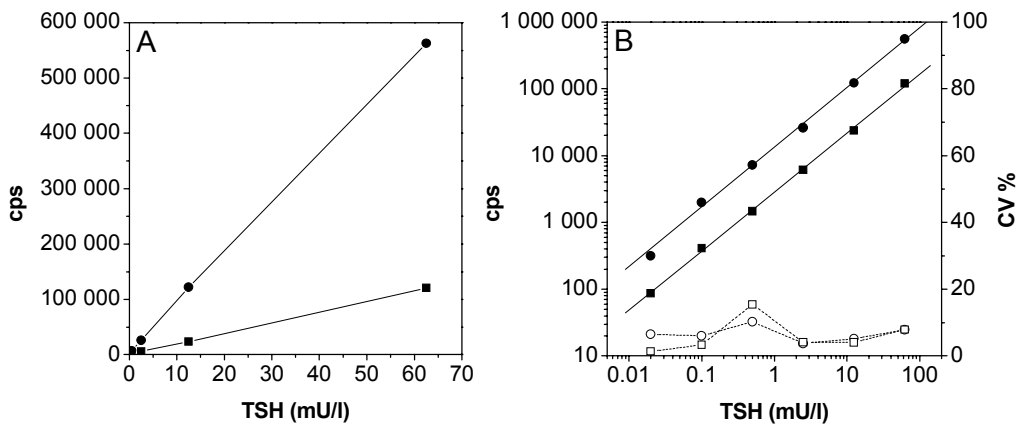 A
600 000
500 000
400 000
300 000
200 000
100 000
0
cps
0 10 20 30 40 50 60 70
TSH (mU/l)
B
1 000 000
100 000
10 000
1 000
100
10
cps
100
80
60
40
20
0
CV %
0.01 0.1 1 10 100
TSH (mU/l)